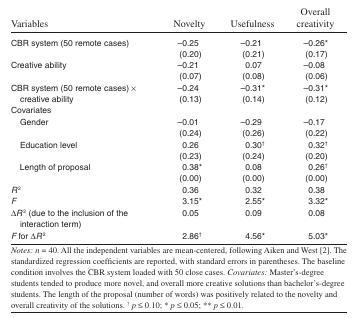 Variables Novelty Usefulness Overall creativity
CBR system (50 remote cases) −0.25 −0.21 −0.26*
(0.20) (0.21) (0.17)
Creative ability −0.21 0.07 −0.08
(0.07) (0.08) (0.06)
CBR system (50 remote cases) × −0.24 −0.31* −0.31*
creative ability (0.13) (0.14) (0.12)
Covariates
Gender −0.01 −0.29 −0.17
(0.24) (0.26) (0.22)
Education level 0.26 0.30† 0.32†
(0.23) (0.24) (0.20)
Length of proposal 0.38* 0.08 0.26†
(0.00) (0.00) (0.00)
R² 0.36 0.32 0.38
F 3.15* 2.55* 3.32*
ΔR² (due to the inclusion of the 0.05 0.09 0.08
interaction term)
F for ΔR² 2.86† 4.56* 5.03*
Notes: n = 40. All the independent variables are mean-centered, following Aiken and West [2]. The
standardized regression coefficients are reported, with standard errors in parentheses. The baseline
condition involves the CBR system loaded with 50 close cases. Covariates: Master's-degree
students tended to produce more novel, and overall more creative solutions than bachelor's-degree
students. The length of the proposal (number of words) was positively related to the novelty and
overall creativity of the solutions. † p ≤ 0.10; * p ≤ 0.05; ** p ≤ 0.01.